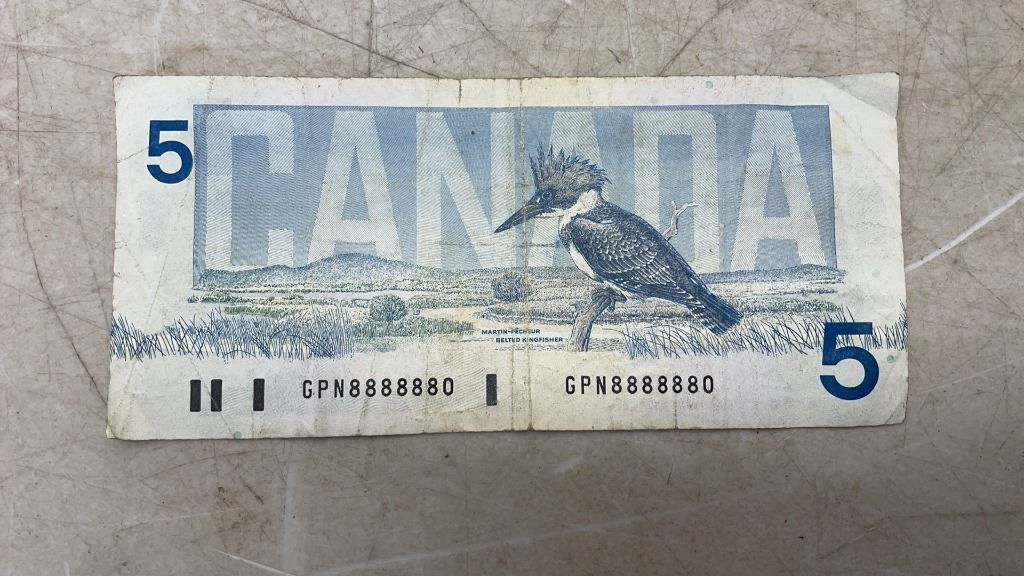 5
CANADA
MARTIN-PÊCHEUR
BELTED KINGFISHER
5
GPN8888880 GPN8888880